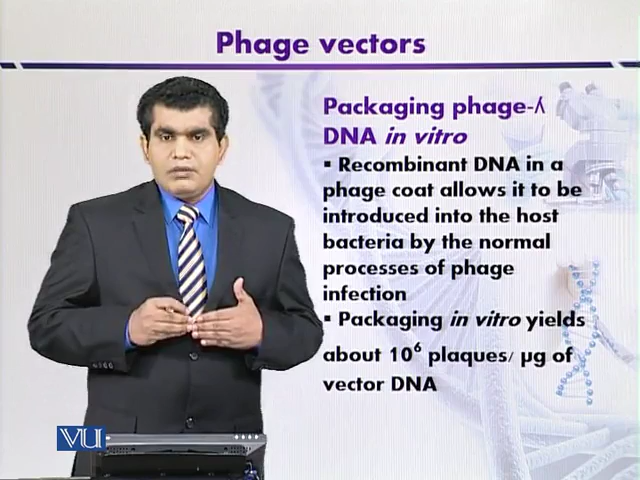 Phage vectors
Packaging phage-λ
DNA in vitro
▪ Recombinant DNA in a
phage coat allows it to be
introduced into the host
bacteria by the normal
processes of phage
infection
▪ Packaging in vitro yields
about 10⁶ plaques/ µg of
vector DNA
VU